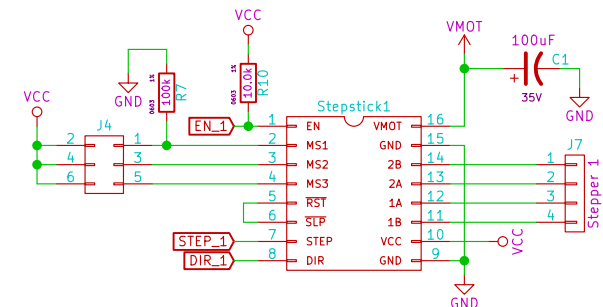 VCC
VMOT
100uF
C1
35V
GND
VCC
J4
2 1
4 3
6 5
GND
0603 1%
100k
R7
0603 1%
10.0k
R10
EN_1
STEP_1
DIR_1
Stepstick1
1 EN VMOT 16
2 MS1 GND 15
3 MS2 2B 14
4 MS3 2A 13
5 RST 1A 12
6 SLP 1B 11
7 STEP VCC 10
8 DIR GND 9
VCC
GND
J7
1
2
3
4
Stepper 1